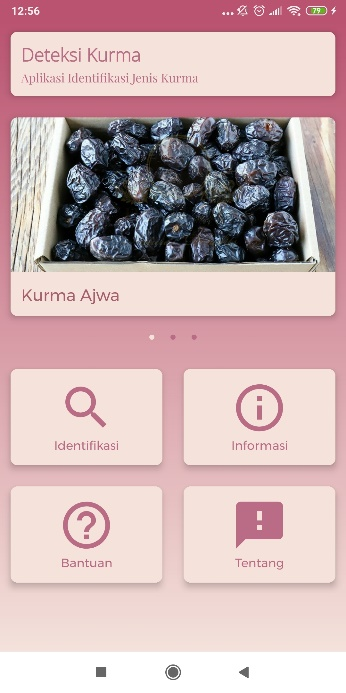 12:56
79
Deteksi Kurma
Aplikasi Identifikasi Jenis Kurma
Kurma Ajwa
Identifikasi
Informasi
Bantuan
Tentang